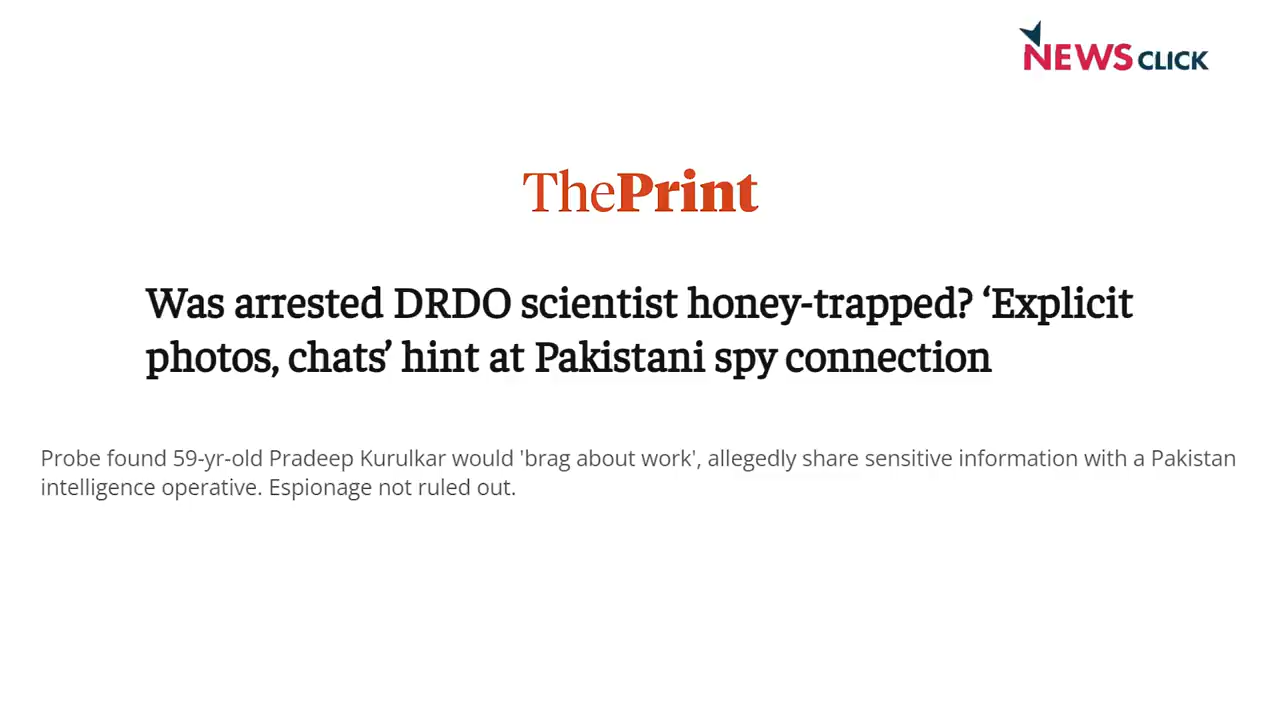 NEWSCLICK
ThePrint
Was arrested DRDO scientist honey-trapped? ‘Explicit
photos, chats’ hint at Pakistani spy connection
Probe found 59-yr-old Pradeep Kurulkar would 'brag about work', allegedly share sensitive information with a Pakistan
intelligence operative. Espionage not ruled out.